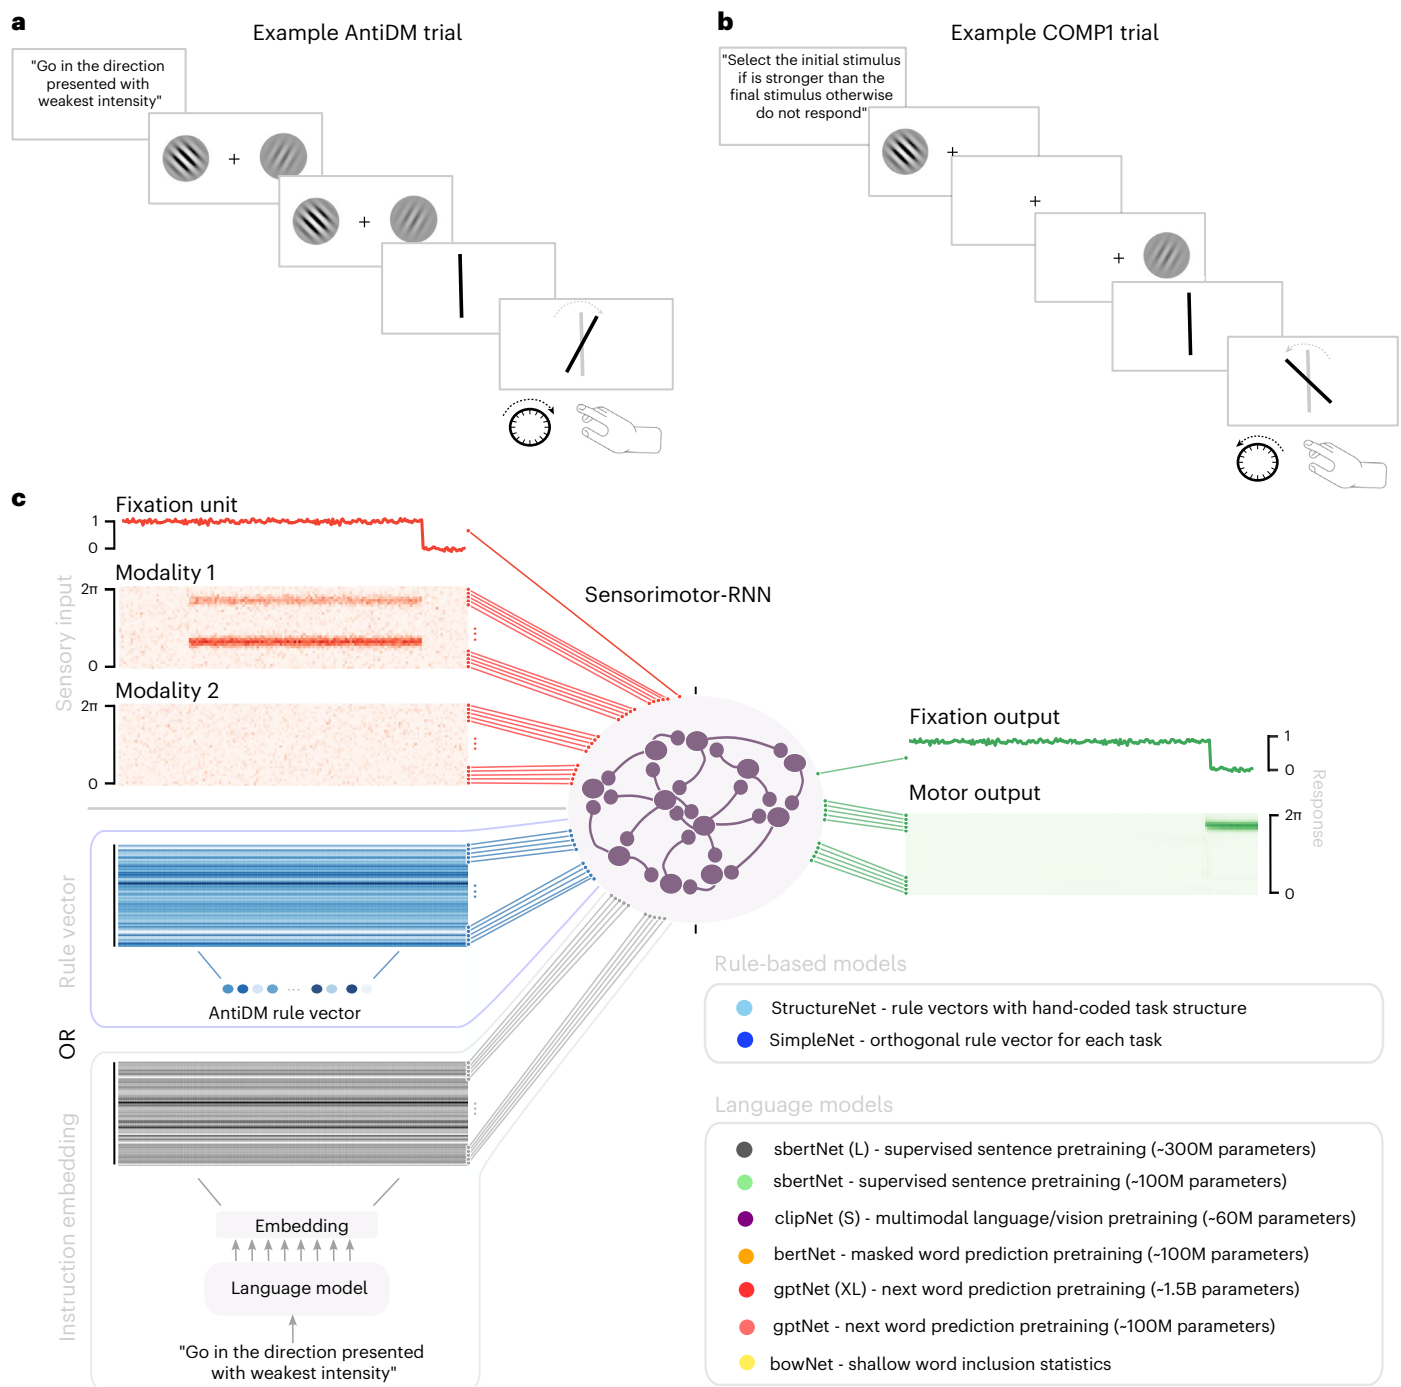 a
Example AntiDM trial
"Go in the direction
presented with
weakest intensity"
b
Example COMP1 trial
"Select the initial stimulus
if is stronger than the
final stimulus otherwise
do not respond"
c
Fixation unit
1
0
Sensory input
Modality 1
2π
0
Modality 2
2π
0
Sensorimotor-RNN
Fixation output
1
0
Motor output
2π
0
Response
Rule vector
...
AntiDM rule vector
OR
Instruction embedding
Embedding
Language model
"Go in the direction presented
with weakest intensity"
Rule-based models
StructureNet - rule vectors with hand-coded task structure
SimpleNet - orthogonal rule vector for each task
Language models
sbertNet (L) - supervised sentence pretraining (~300M parameters)
sbertNet - supervised sentence pretraining (~100M parameters)
clipNet (S) - multimodal language/vision pretraining (~60M parameters)
bertNet - masked word prediction pretraining (~100M parameters)
gptNet (XL) - next word prediction pretraining (~1.5B parameters)
gptNet - next word prediction pretraining (~100M parameters)
bowNet - shallow word inclusion statistics